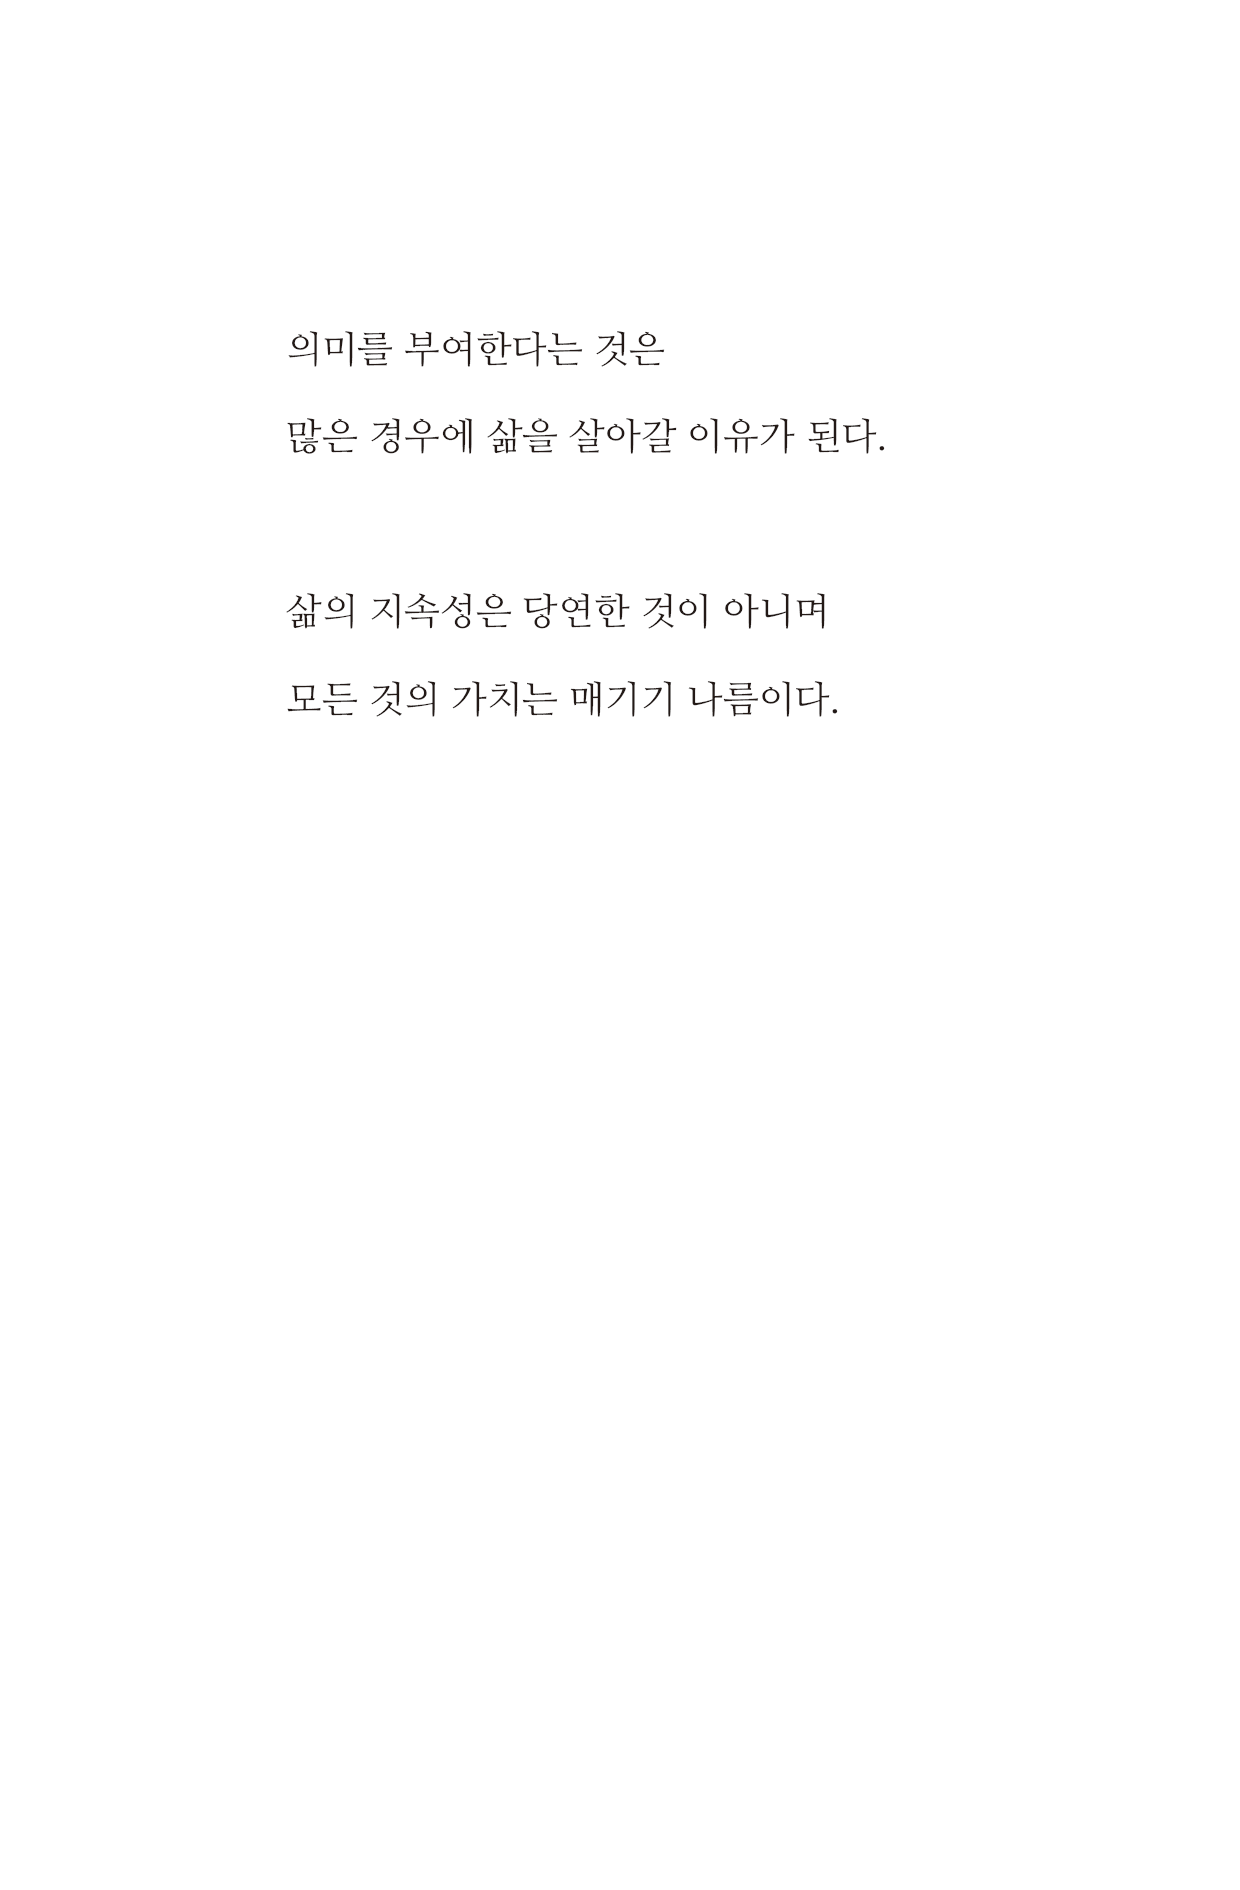 의미를 부여한다는 것은
많은 경우에 삶을 살아갈 이유가 된다.
삶의 지속성은 당연한 것이 아니며
모든 것의 가치는 매기기 나름이다.